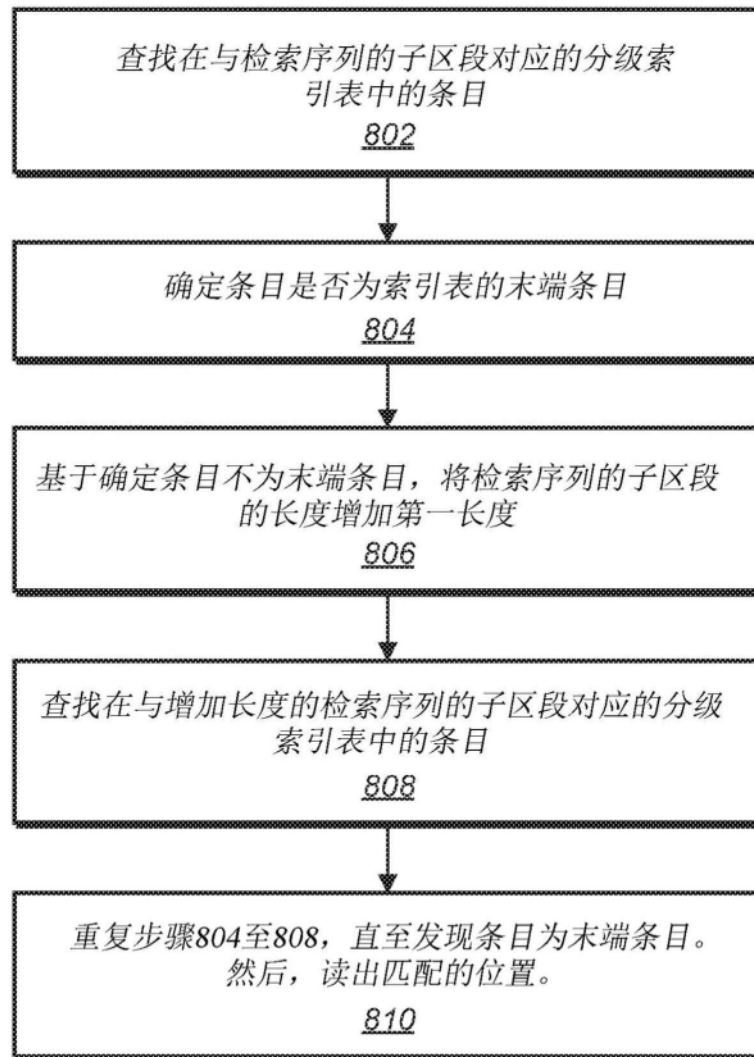 查找在与检索序列的子区段对应的分级索
引表中的条目
802
确定条目是否为索引表的末端条目
804
基于确定条目不为末端条目，将检索序列的子区段
的长度增加第一长度
806
查找在与增加长度的检索序列的子区段对应的分级
索引表中的条目
808
重复步骤804至808，直至发现条目为末端条目。
然后，读出匹配的位置。
810